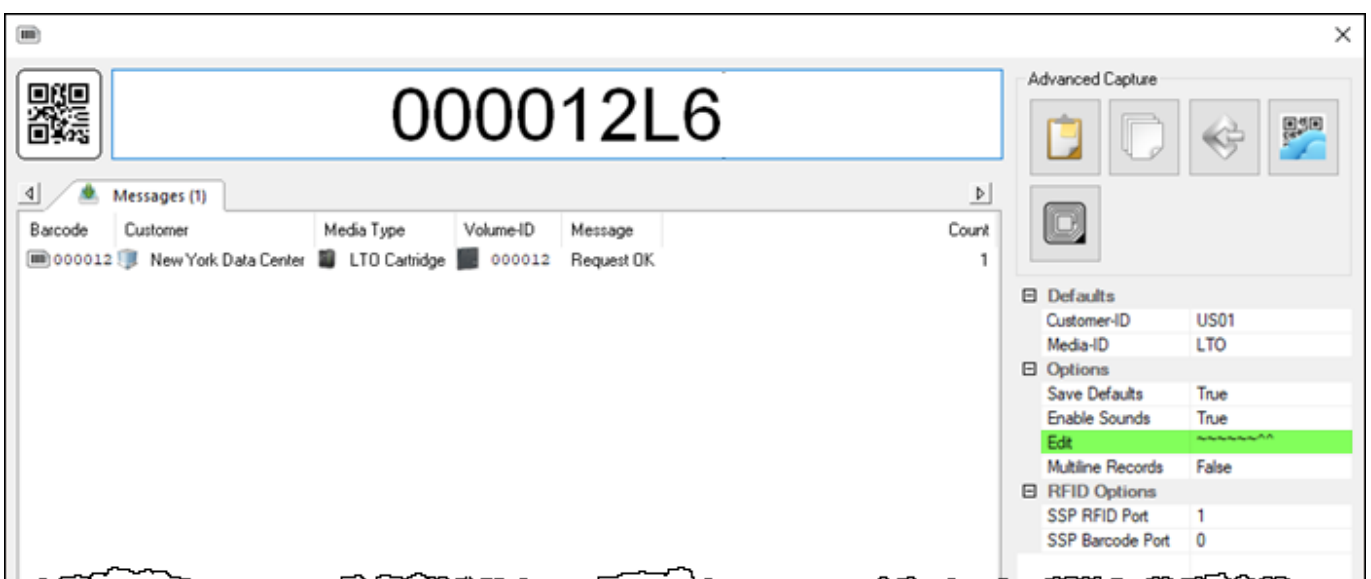 000012L6
Messages (1)
Barcode Customer Media Type Volume-ID Message Count
000012 New York Data Center LTO Cartridge 000012 Request OK 1
Advanced Capture
Defaults
Customer-ID US01
Media-ID LTO
Options
Save Defaults True
Enable Sounds True
Edit ~~~~~~^^
Multiline Records False
RFID Options
SSP RFID Port 1
SSP Barcode Port 0